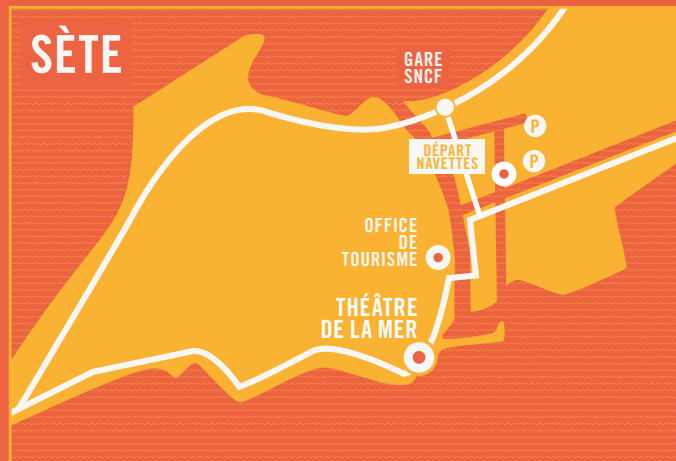 SÈTE
GARE
SNCF
P
DÉPART
NAVETTES
P
OFFICE
DE
TOURISME
THÉÂTRE
DE LA MER